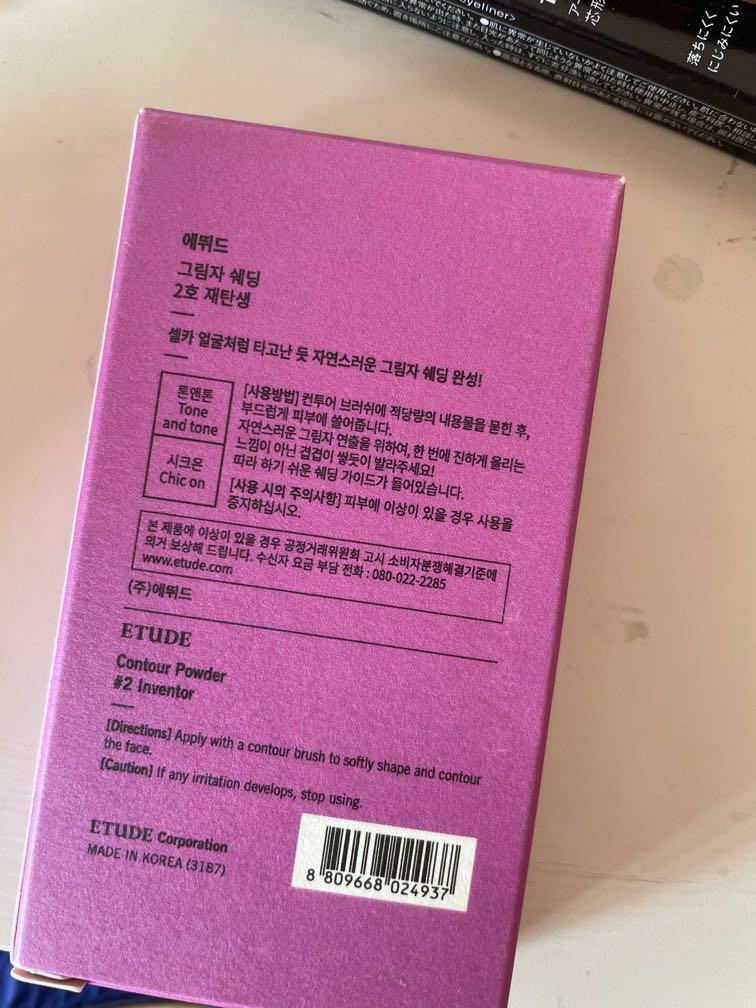 eyeliner>
落ちにくく
にじみにくい
에뛰드
그림자 쉐딩
2호 재탄생
셀카 얼굴처럼 타고난 듯 자연스러운 그림자 쉐딩 완성!
톤앤톤
Tone
and tone
시크온
Chic on
[사용방법] 컨투어 브러쉬에 적당량의 내용물을 묻힌 후,
부드럽게 피부에 쓸어줍니다.
자연스러운 그림자 연출을 위하여, 한 번에 진하게 올리는
느낌이 아닌 겹겹이 쌓듯이 발라주세요!
따라 하기 쉬운 쉐딩 가이드가 들어있습니다.
[사용 시의 주의사항] 피부에 이상이 있을 경우 사용을
중지하십시오.
본 제품에 이상이 있을 경우 공정거래위원회 고시 소비자분쟁해결기준에
의거 보상해 드립니다. 수신자 요금 부담 전화 : 080-022-2285
www.etude.com
(주)에뛰드
ETUDE
Contour Powder
#2 Inventor
[Directions] Apply with a contour brush to softly shape and contour
the face.
[Caution] If any irritation develops, stop using.
ETUDE Corporation
MADE IN KOREA (3187)
8 809668 024937